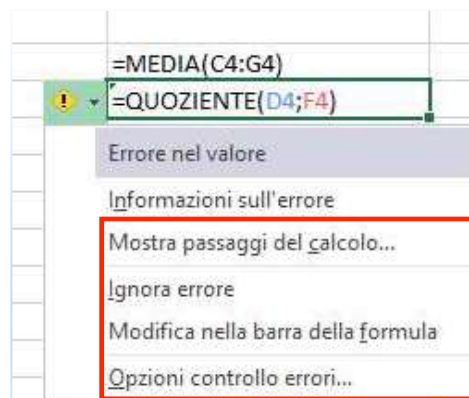 =MEDIA(C4:G4)
=QUOZIENTE(D4;F4)
Errore nel valore
Informazioni sull'errore
Mostra passaggi del calcolo...
Ignora errore
Modifica nella barra della formula
Opzioni controllo errori...